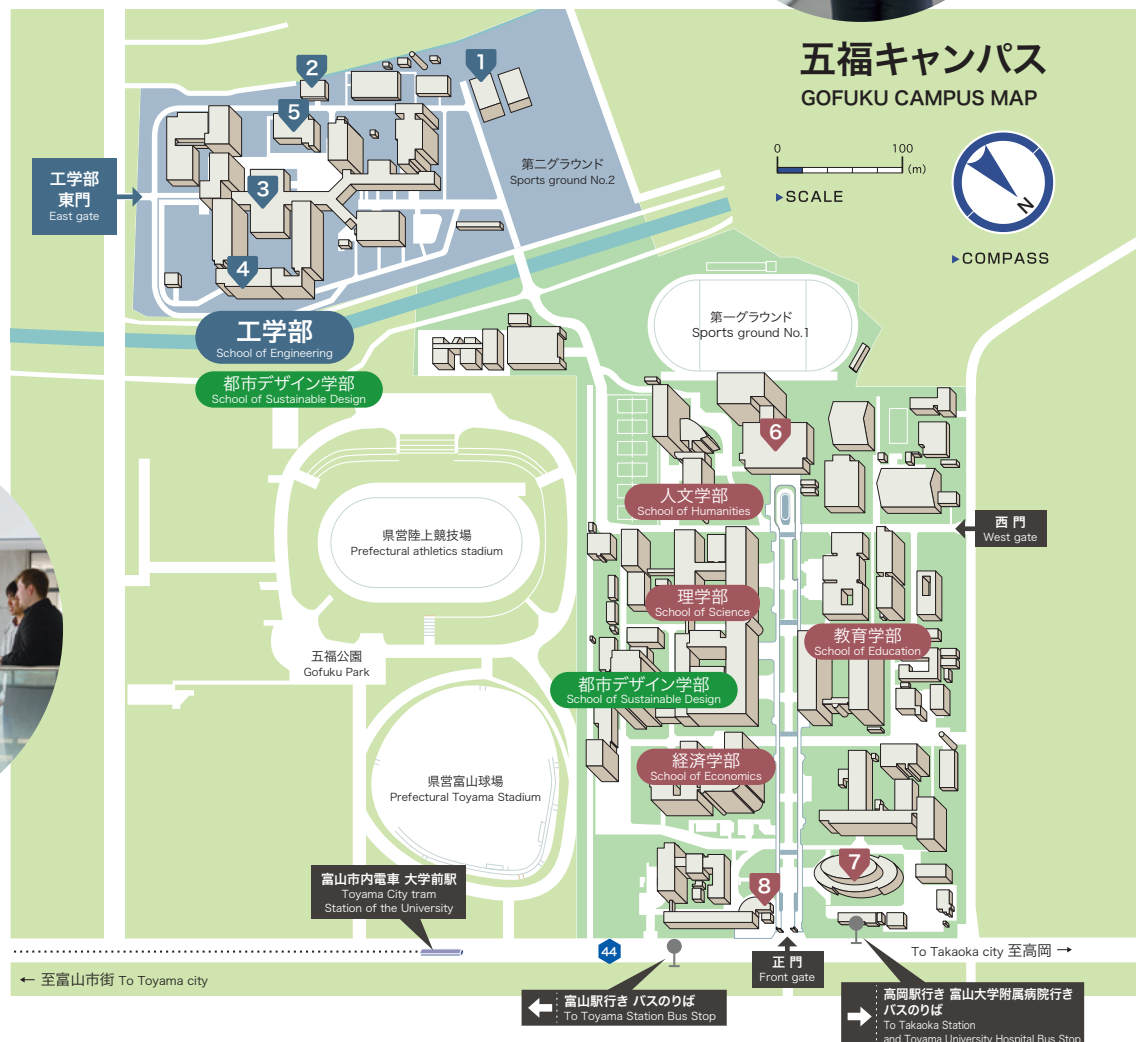 五福キャンパス
GOFUKU CAMPUS MAP
0
100
(m)
SCALE
N
COMPASS
1
2
5
3
4
第二グラウンド
Sports ground No.2
工学部
東門
East gate
工学部
School of Engineering
都市デザイン学部
School of Sustainable Design
第一グラウンド
Sports ground No.1
6
人文学部
School of Humanities
西門
West gate
県営陸上競技場
Prefectural athletics stadium
理学部
School of Science
教育学部
School of Education
五福公園
Gofuku Park
都市デザイン学部
School of Sustainable Design
経済学部
School of Economics
県営富山球場
Prefectural Toyama Stadium
7
8
富山市内電車 大学前駅
Toyama City tram
Station of the University
44
To Takaoka city 至高岡 →
← 至富山市街 To Toyama city
正門
Front gate
富山駅行き バスのりば
To Toyama Station Bus Stop
高岡駅行き 富山大学附属病院行き
バスのりば
To Takaoka Station
and Toyama University Hospital Bus Stop